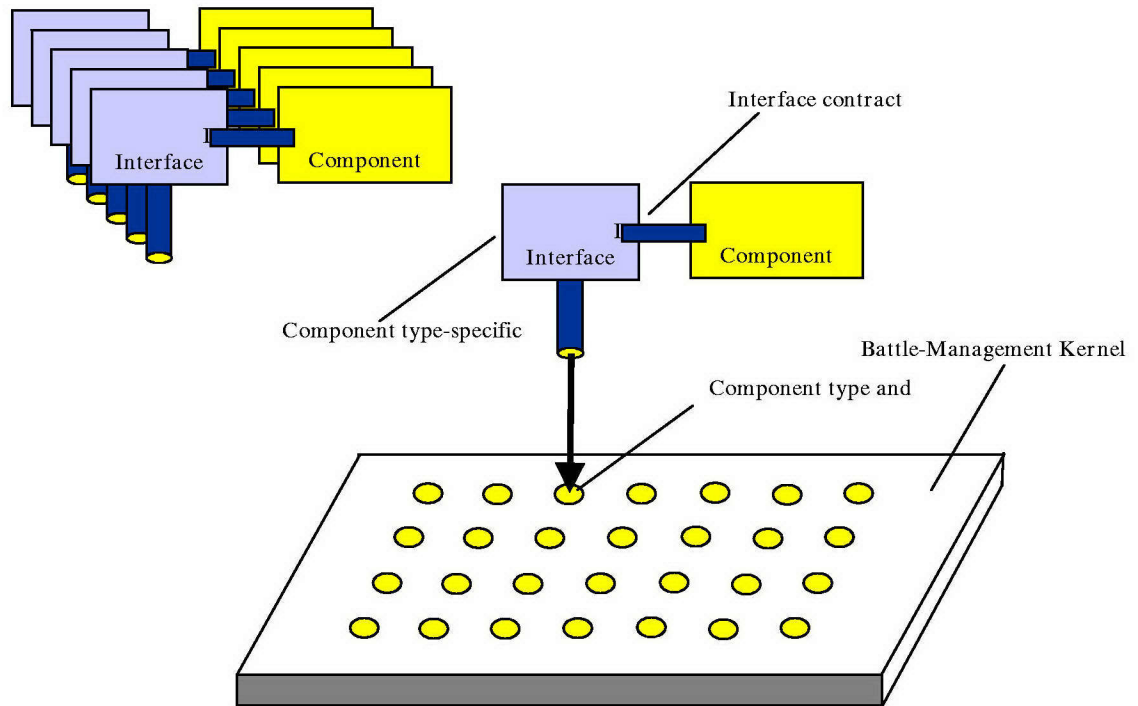 Interface contract
Interface
Component
Interface
Component
Component type-specific
Battle-Management Kernel
Component type and